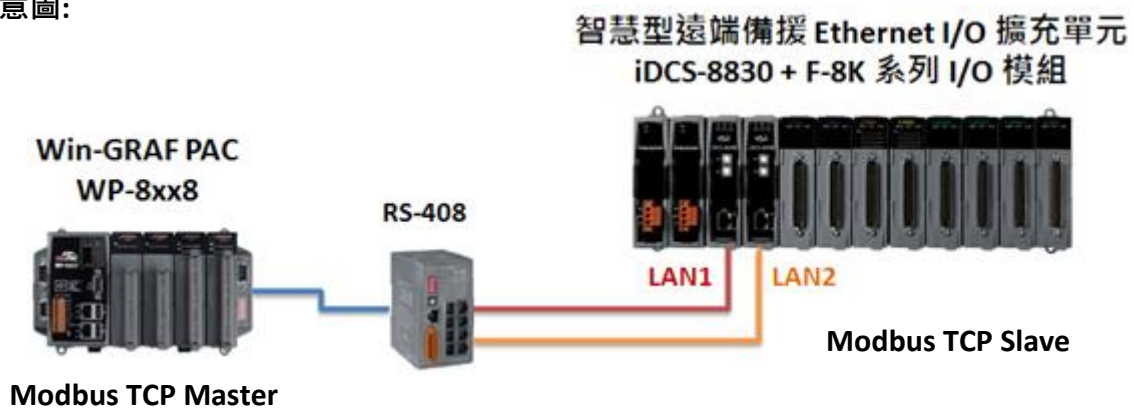 意圖:
智慧型遠端備援 Ethernet I/O 擴充單元
iDCS-8830 + F-8K 系列 I/O 模組
Win-GRAF PAC
WP-8xx8
RS-408
LAN1
LAN2
Modbus TCP Slave
Modbus TCP Master